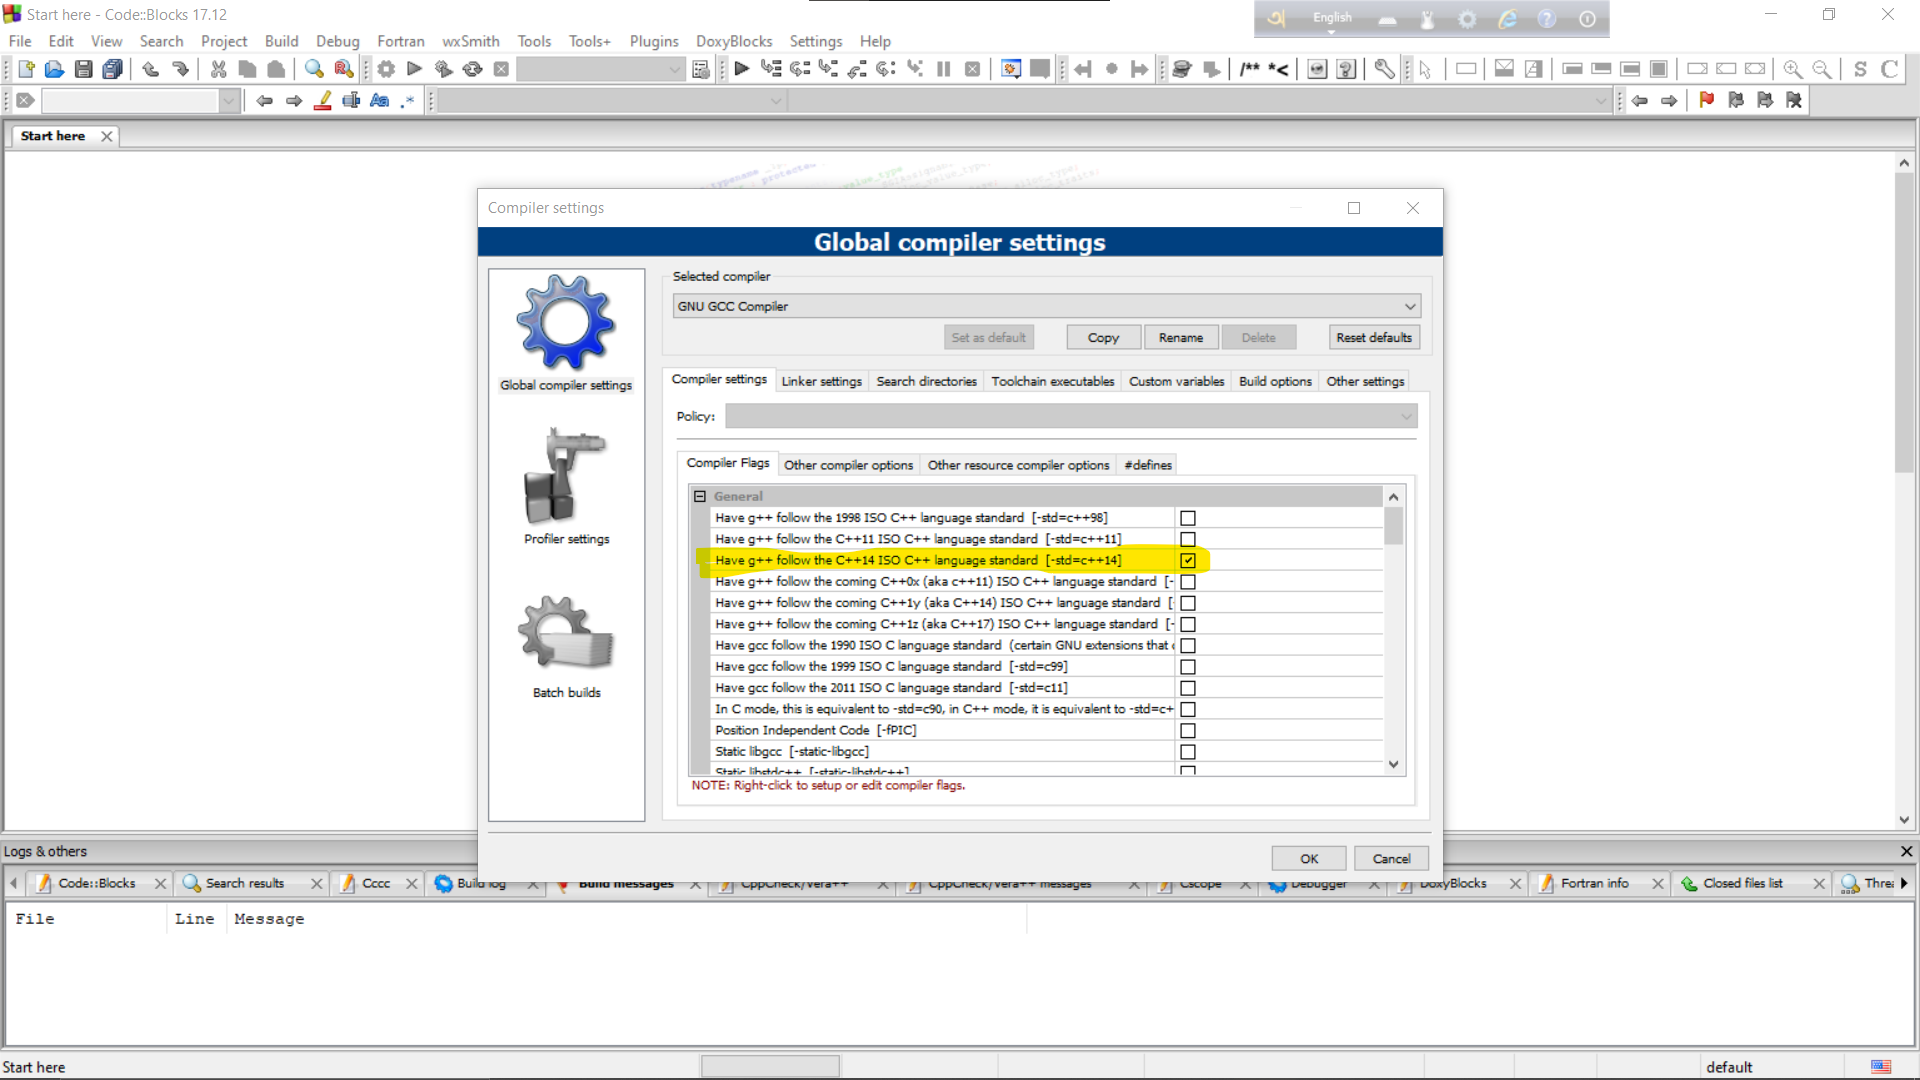 Start here - Code::Blocks 17.12
English
File Edit View Search Project Build Debug Fortran wxSmith Tools Tools+ Plugins DoxyBlocks Settings Help
/** *<
S C
Aa .*
Start here
Compiler settings
Global compiler settings
Selected compiler
GNU GCC Compiler
Set as default Copy Rename Delete Reset defaults
Global compiler settings
Profiler settings
Batch builds
Compiler settings Linker settings Search directories Toolchain executables Custom variables Build options Other settings
Policy:
Compiler Flags Other compiler options Other resource compiler options #defines
General
Have g++ follow the 1998 ISO C++ language standard [-std=c++98]
Have g++ follow the C++11 ISO C++ language standard [-std=c++11]
Have g++ follow the C++14 ISO C++ language standard [-std=c++14]
Have g++ follow the coming C++0x (aka c++11) ISO C++ language standard [-
Have g++ follow the coming C++1y (aka C++14) ISO C++ language standard [
Have g++ follow the coming C++1z (aka C++17) ISO C++ language standard [-
Have gcc follow the 1990 ISO C language standard (certain GNU extensions that
Have gcc follow the 1999 ISO C language standard [-std=c99]
Have gcc follow the 2011 ISO C language standard [-std=c11]
In C mode, this is equivalent to -std=c90, in C++ mode, it is equivalent to -std=c+
Position Independent Code [-fPIC]
Static libgcc [-static-libgcc]
Static libstdc++ [-static-libstdc++]
NOTE: Right-click to setup or edit compiler flags.
OK Cancel
Logs & others
Code::Blocks Search results Cccc Build log Build messages CppCheck/Vera++ CppCheck/Vera++ messages Cscope Debugger DoxyBlocks Fortran info Closed files list Threa
File Line Message
Start here default